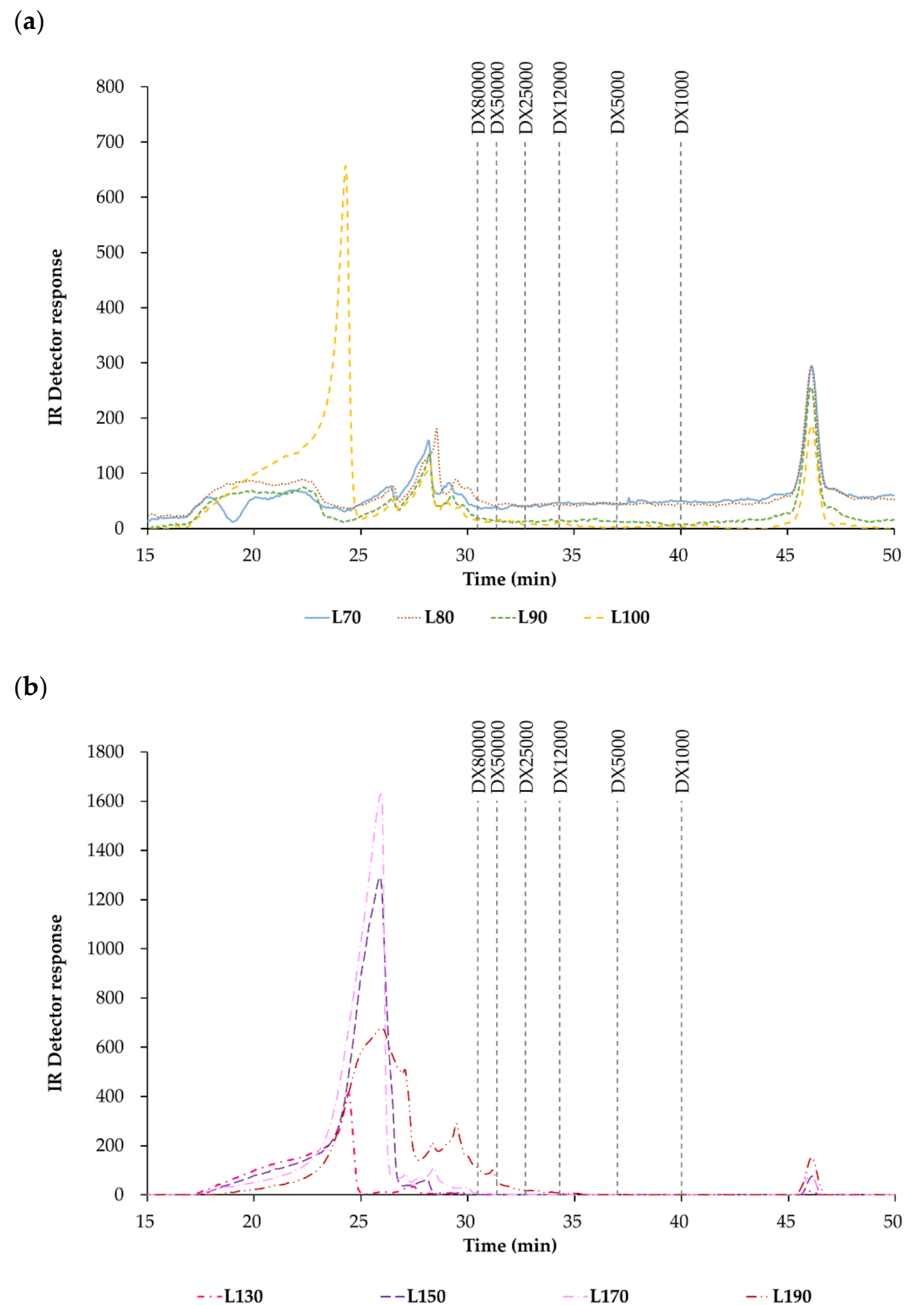 (a)
800
700
600
500
400
300
200
100
0
IR Detector response
DX80000
DX50000
DX25000
DX12000
DX5000
DX1000
15 20 25 30 35 40 45 50
Time (min)
L70 L80 L90 L100
(b)
1800
1600
1400
1200
1000
800
600
400
200
0
IR Detector response
DX80000
DX50000
DX25000
DX12000
DX5000
DX1000
15 20 25 30 35 40 45 50
Time (min)
L130 L150 L170 L190